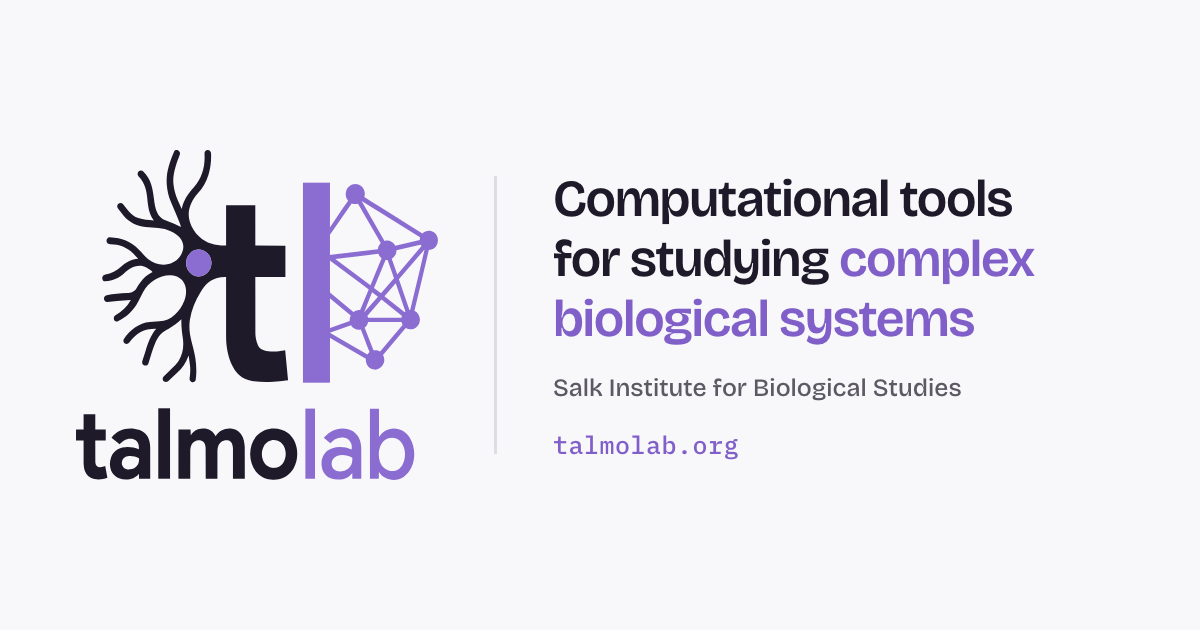 tl
talmolab
Computational tools
for studying complex
biological systems
Salk Institute for Biological Studies
talmolab.org